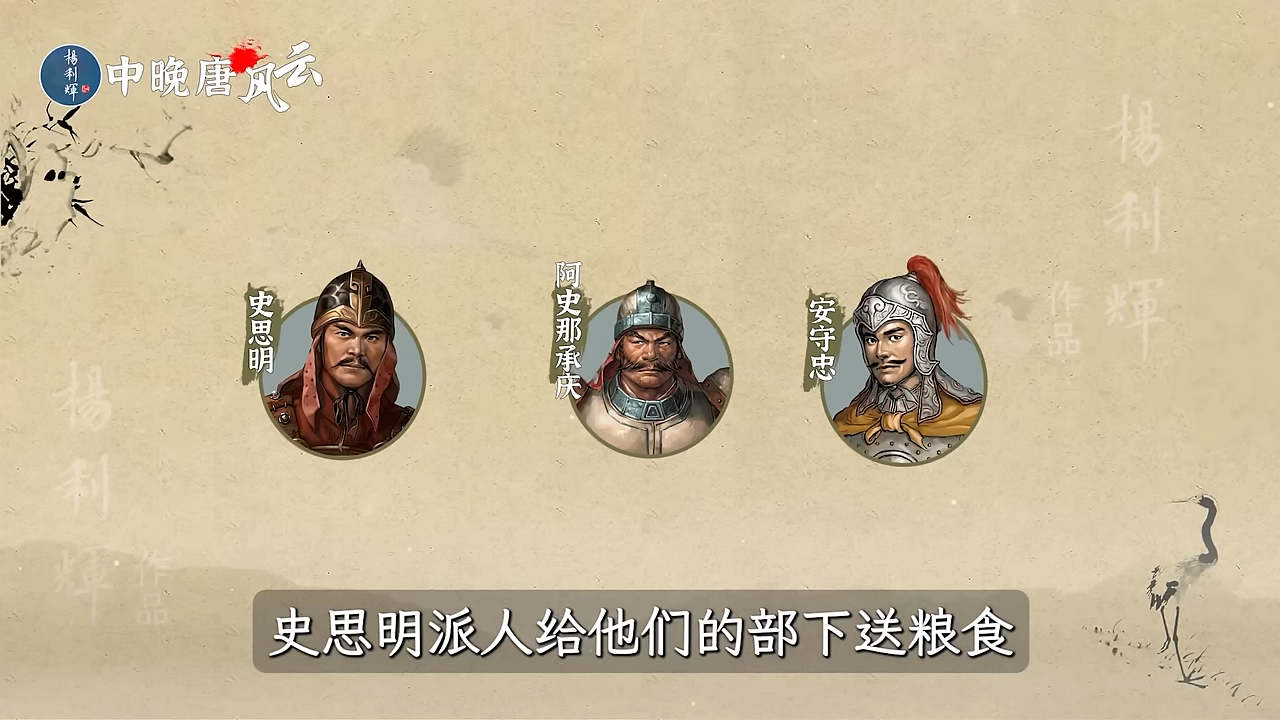 楊利輝
中晚唐风云
楊利輝
作品
史思明
阿史那承庆
安守忠
楊利輝
作品
史思明派人给他们的部下送粮食